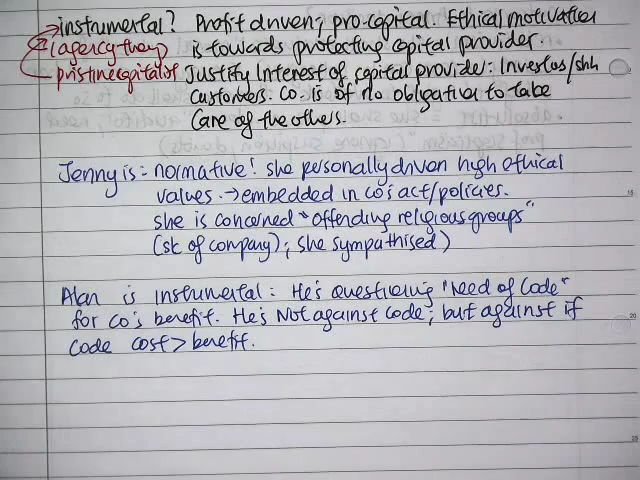 instrumental? Profit driven; pro-capital. Ethical motivation
(agency theory is towards protecting capital provider.
pristine capitalist Justify Interest of capital provider: Investors/shh
customers. Co. is of no obligation to take
Care of the others.
Jenny is = normative! she personally driven high ethical
values. → embedded in co's act/policies.
she is concerned "offending religious groups"
(sk of company); she sympathised)
Alan is instrumental: He's questioning "need of Code"
for co's benefit. He's Not against Code; but against if
Code cost > benefit.